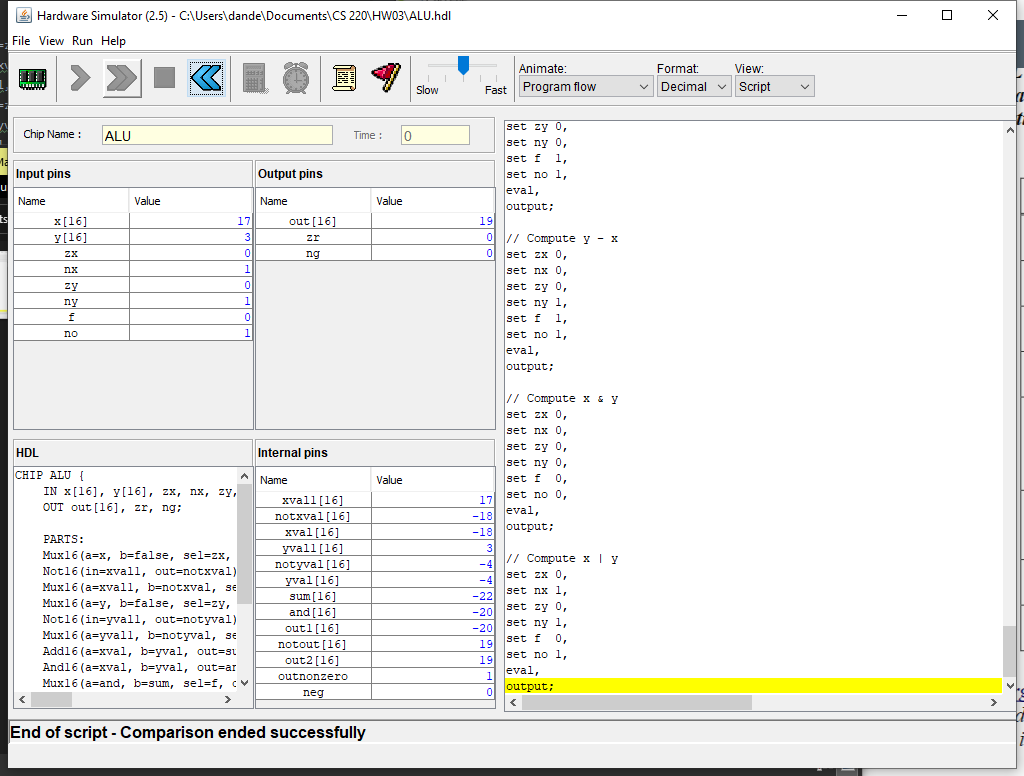 Hardware Simulator (2.5) - C:\Users\dande\Documents\CS 220\HW03\ALU.hdl
File View Run Help
Slow Fast
Animate: Format: View:
Program flow Decimal Script
Chip Name : ALU Time : 0
Input pins
Name Value
x[16] 17
y[16] 3
zx 0
nx 1
zy 0
ny 1
f 0
no 1
Output pins
Name Value
out[16] 19
zr 0
ng 0
HDL
CHIP ALU {
IN x[16], y[16], zx, nx, zy,
OUT out[16], zr, ng;
PARTS:
Mux16(a=x, b=false, sel=zx,
Not16(in=xval1, out=notxval)
Mux16(a=xval1, b=notxval, se
Mux16(a=y, b=false, sel=zy,
Not16(in=yval1, out=notyval)
Mux16(a=yval1, b=notyval, se
Add16(a=xval, b=yval, out=su
And16(a=xval, b=yval, out=an
Mux16(a=and, b=sum, sel=f, o
Internal pins
Name Value
xval1[16] 17
notxval[16] -18
xval[16] -18
yval1[16] 3
notyval[16] -4
yval[16] -4
sum[16] -22
and[16] -20
out1[16] -20
notout[16] 19
out2[16] 19
outnonzero 1
neg 0
set zy 0,
set ny 0,
set f 1,
set no 1,
eval,
output;
// Compute y - x
set zx 0,
set nx 0,
set zy 0,
set ny 1,
set f 1,
set no 1,
eval,
output;
// Compute x & y
set zx 0,
set nx 0,
set zy 0,
set ny 0,
set f 0,
set no 0,
eval,
output;
// Compute x | y
set zx 0,
set nx 1,
set zy 0,
set ny 1,
set f 0,
set no 1,
eval,
output;
End of script - Comparison ended successfully